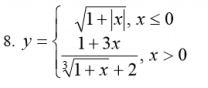 8. y = { √(1+|x|), x ≤ 0
(1+3x)/(∛(1+x) + 2), x > 0